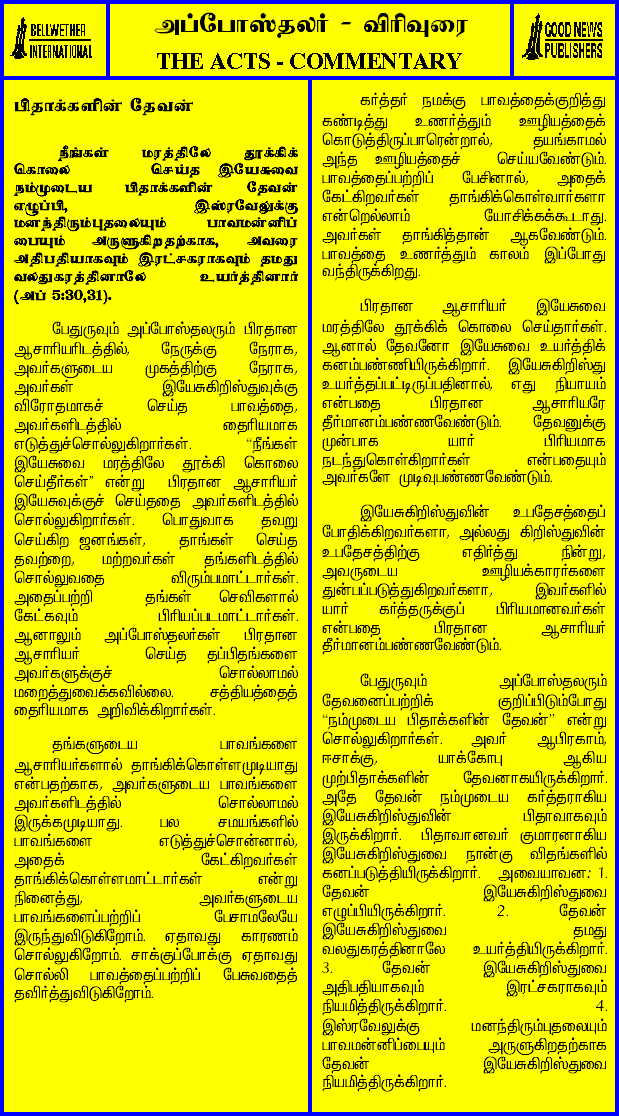 BELLWETHER
INTERNATIONAL
அப்போஸ்தலர் - விரிவுரை
THE ACTS - COMMENTARY
GOOD NEWS
PUBLISHERS
பிதாக்களின் தேவன்
நீங்கள் மரத்திலே தூக்கிக்
கொலை செய்த இயேசுவை
நம்முடைய பிதாக்களின் தேவன்
எழுப்பி, இஸ்ரவேலுக்கு
மனந்திரும்புதலையும் பாவமன்னிப்
பையும் அருளுகிறதற்காக, அவரை
அதிபதியாகவும் இரட்சகராகவும் தமது
வலதுகரத்தினாலே உயர்த்தினார்
(அப் 5:30,31).
பேதுருவும் அப்போஸ்தலரும் பிரதான
ஆசாரியரிடத்தில், நேருக்கு நேராக,
அவர்களுடைய முகத்திற்கு நேராக,
அவர்கள் இயேசுகிறிஸ்துவுக்கு
விரோதமாகச் செய்த பாவத்தை,
அவர்களிடத்தில் தைரியமாக
எடுத்துச்சொல்லுகிறார்கள். “நீங்கள்
இயேசுவை மரத்திலே தூக்கி கொலை
செய்தீர்கள்” என்று பிரதான ஆசாரியர்
இயேசுவுக்குச் செய்ததை அவர்களிடத்தில்
சொல்லுகிறார்கள். பொதுவாக தவறு
செய்கிற ஜனங்கள், தாங்கள் செய்த
தவற்றை, மற்றவர்கள் தங்களிடத்தில்
சொல்லுவதை விரும்பமாட்டார்கள்.
அதைப்பற்றி தங்கள் செவிகளால்
கேட்கவும் பிரியப்படமாட்டார்கள்.
ஆனாலும் அப்போஸ்தலர்கள் பிரதான
ஆசாரியர் செய்த தப்பிதங்களை
அவர்களுக்குச் சொல்லாமல்
மறைத்துவைக்கவில்லை. சத்தியத்தைத்
தைரியமாக அறிவிக்கிறார்கள்.
தங்களுடைய பாவங்களை
ஆசாரியர்களால் தாங்கிக்கொள்ளமுடியாது
என்பதற்காக, அவர்களுடைய பாவங்களை
அவர்களிடத்தில் சொல்லாமல்
இருக்கமுடியாது. பல சமயங்களில்
பாவங்களை எடுத்துச்சொன்னால்,
அதைக் கேட்கிறவர்கள்
தாங்கிக்கொள்ளமாட்டார்கள் என்று
நினைத்து, அவர்களுடைய
பாவங்களைப்பற்றிப் பேசாமலேயே
இருந்துவிடுகிறோம். ஏதாவது காரணம்
சொல்லுகிறோம். சாக்குப்போக்கு ஏதாவது
சொல்லி பாவத்தைப்பற்றிப் பேசுவதைத்
தவிர்த்துவிடுகிறோம்.
கர்த்தர் நமக்கு பாவத்தைக்குறித்து
கண்டித்து உணர்த்தும் ஊழியத்தைக்
கொடுத்திருப்பாரென்றால், தயங்காமல்
அந்த ஊழியத்தைச் செய்யவேண்டும்.
பாவத்தைப்பற்றிப் பேசினால், அதைக்
கேட்கிறவர்கள் தாங்கிக்கொள்வார்களா
என்றெல்லாம் யோசிக்கக்கூடாது.
அவர்கள் தாங்கித்தான் ஆகவேண்டும்.
பாவத்தை உணர்த்தும் காலம் இப்போது
வந்திருக்கிறது.
பிரதான ஆசாரியர் இயேசுவை
மரத்திலே தூக்கிக் கொலை செய்தார்கள்.
ஆனால் தேவனோ இயேசுவை உயர்த்திக்
கனம்பண்ணியிருக்கிறார். இயேசுகிறிஸ்து
உயர்த்தப்பட்டிருப்பதினால், எது நியாயம்
என்பதை பிரதான ஆசாரியரே
தீர்மானம்பண்ணவேண்டும். தேவனுக்கு
முன்பாக யார் பிரியமாக
நடந்துகொள்கிறார்கள் என்பதையும்
அவர்களே முடிவுபண்ணவேண்டும்.
இயேசுகிறிஸ்துவின் உபதேசத்தைப்
போதிக்கிறவர்களா, அல்லது கிறிஸ்துவின்
உபதேசத்திற்கு எதிர்த்து நின்று,
அவருடைய ஊழியக்காரர்களை
துன்பப்படுத்துகிறவர்களா, இவர்களில்
யார் கர்த்தருக்குப் பிரியமானவர்கள்
என்பதை பிரதான ஆசாரியர்
தீர்மானம்பண்ணவேண்டும்.
பேதுருவும் அப்போஸ்தலரும்
தேவனைப்பற்றிக் குறிப்பிடும்போது
“நம்முடைய பிதாக்களின் தேவன்” என்று
சொல்லுகிறார்கள். அவர் ஆபிரகாம்,
ஈசாக்கு, யாக்கோபு ஆகிய
முற்பிதாக்களின் தேவனாகயிருக்கிறார்.
அதே தேவன் நம்முடைய கர்த்தராகிய
இயேசுகிறிஸ்துவின் பிதாவாகவும்
இருக்கிறார். பிதாவானவர் குமாரனாகிய
இயேசுகிறிஸ்துவை நான்கு விதங்களில்
கனப்படுத்தியிருக்கிறார். அவையாவன: 1.
தேவன் இயேசுகிறிஸ்துவை
எழுப்பியிருக்கிறார். 2. தேவன்
இயேசுகிறிஸ்துவை தமது
வலதுகரத்தினாலே உயர்த்தியிருக்கிறார்.
3. தேவன் இயேசுகிறிஸ்துவை
அதிபதியாகவும் இரட்சகராகவும்
நியமித்திருக்கிறார். 4.
இஸ்ரவேலுக்கு மனந்திரும்புதலையும்
பாவமன்னிப்பையும் அருளுகிறதற்காக
தேவன் இயேசுகிறிஸ்துவை
நியமித்திருக்கிறார்.